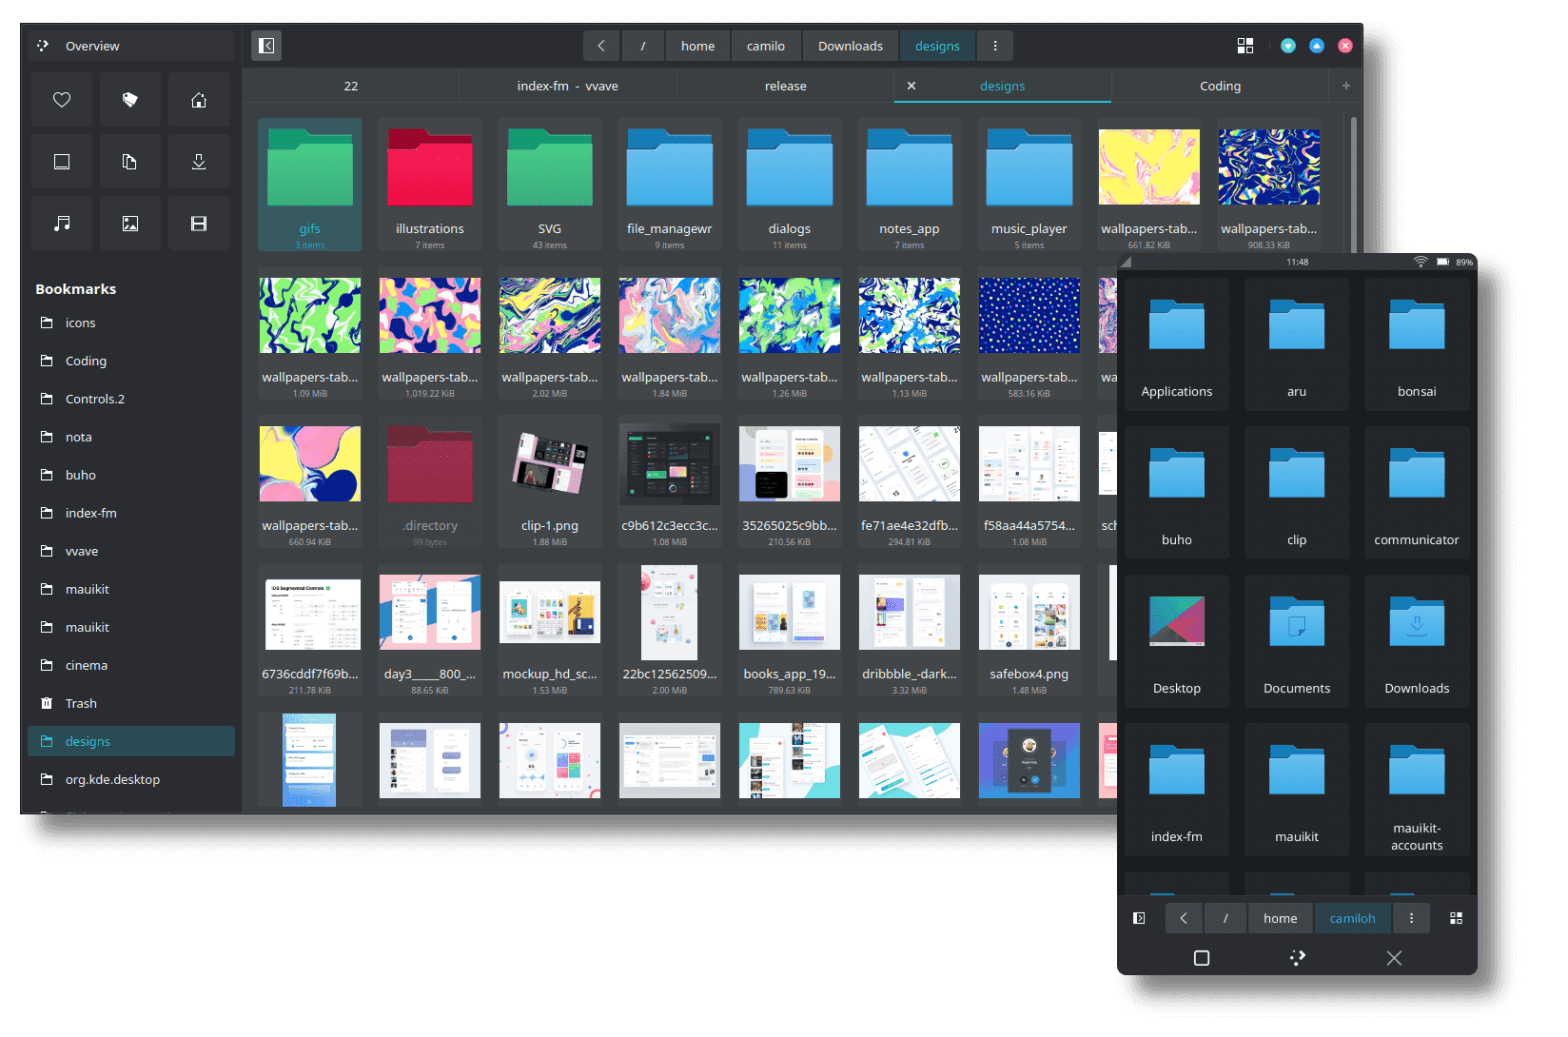 Overview
/
home
camilo
Downloads
designs
22
index-fm - vvave
release
designs
Coding
Bookmarks
icons
Coding
Controls.2
nota
buho
index-fm
vvave
mauikit
mauikit
cinema
Trash
designs
org.kde.desktop
gifs
3 items
illustrations
7 items
SVG
43 items
file_managewr
9 items
dialogs
11 items
notes_app
7 items
music_player
5 items
wallpapers-tab...
661.82 KiB
wallpapers-tab...
908.33 KiB
wallpapers-tab...
1.09 MiB
wallpapers-tab...
1,019.22 KiB
wallpapers-tab...
2.02 MiB
wallpapers-tab...
1.84 MiB
wallpapers-tab...
1.26 MiB
wallpapers-tab...
1.13 MiB
wallpapers-tab...
583.16 KiB
wa
wallpapers-tab...
660.94 KiB
.directory
99 bytes
clip-1.png
1.88 MiB
c9b612c3ecc3c...
1.08 MiB
35265025c9bb...
210.56 KiB
fe71ae4e32dfb...
294.81 KiB
f58aa44a5754...
1.08 MiB
sch
iOS Segmented Controls
6736cddf7f69b...
211.78 KiB
day3____800_...
88.65 KiB
mockup_hd_sc...
1.53 MiB
22bc12562509...
2.00 MiB
books_app_19...
789.63 KiB
dribbble_-dark...
3.32 MiB
safebox4.png
1.48 MiB
11:48
89%
Applications
aru
bonsai
buho
clip
communicator
Desktop
Documents
Downloads
index-fm
mauikit
mauikit-
accounts
/
home
camiloh